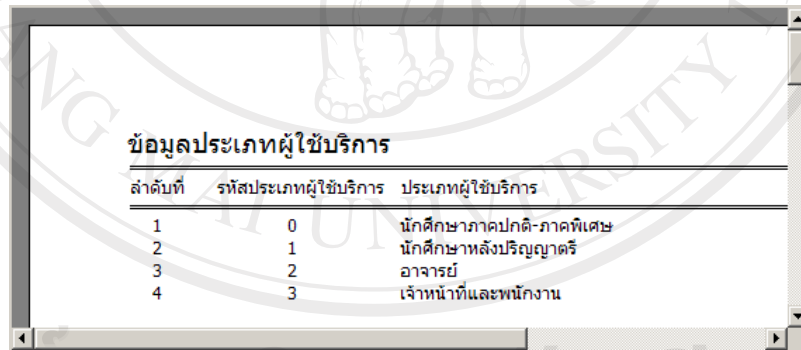 ข้อมูลประเภทผู้ใช้บริการ
ลำดับที่ รหัสประเภทผู้ใช้บริการ ประเภทผู้ใช้บริการ
1 0 นักศึกษาภาคปกติ-ภาคพิเศษ
2 1 นักศึกษาหลังปริญญาตรี
3 2 อาจารย์
4 3 เจ้าหน้าที่และพนักงาน
ANG MAI UNIVERSITY